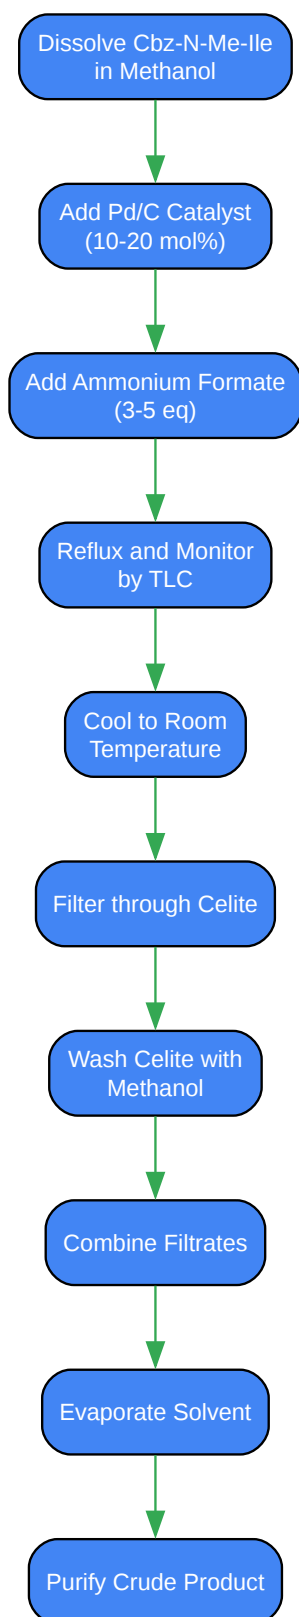 Dissolve Cbz-N-Me-Ile
in Methanol
Add Pd/C Catalyst
(10-20 mol%)
Add Ammonium Formate
(3-5 eq)
Reflux and Monitor
by TLC
Cool to Room
Temperature
Filter through Celite
Wash Celite with
Methanol
Combine Filtrates
Evaporate Solvent
Purify Crude Product